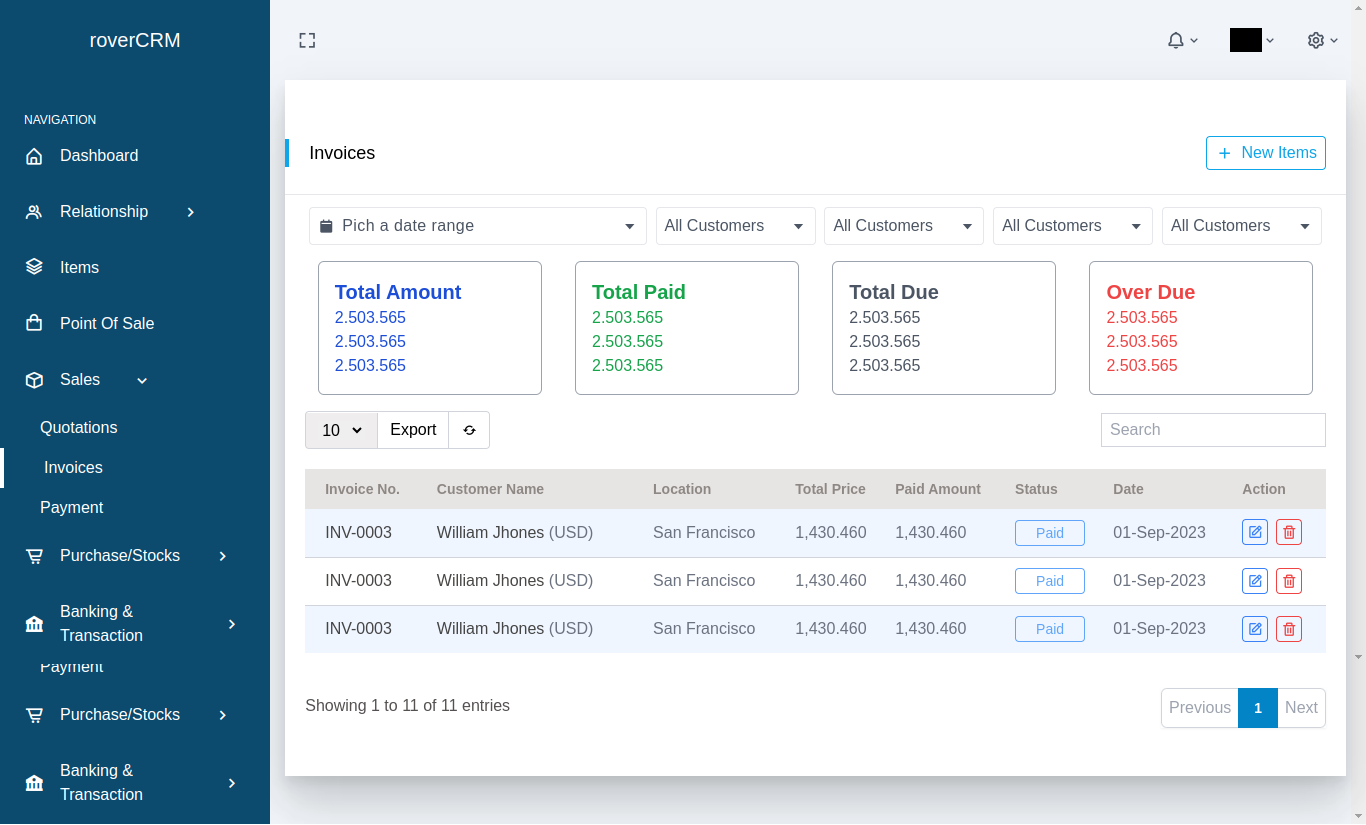 roverCRM
NAVIGATION
Dashboard
Relationship
Items
Point Of Sale
Sales
Quotations
Invoices
Payment
Purchase/Stocks
Banking &
Transaction
Payment
Purchase/Stocks
Banking &
Transaction
Invoices
New Items
Pich a date range
All Customers
All Customers
All Customers
All Customers
Total Amount
2.503.565
2.503.565
2.503.565
Total Paid
2.503.565
2.503.565
2.503.565
Total Due
2.503.565
2.503.565
2.503.565
Over Due
2.503.565
2.503.565
2.503.565
10
Export
Search
Invoice No. Customer Name Location Total Price Paid Amount Status Date Action
INV-0003 William Jhones (USD) San Francisco 1,430.460 1,430.460 Paid 01-Sep-2023
INV-0003 William Jhones (USD) San Francisco 1,430.460 1,430.460 Paid 01-Sep-2023
INV-0003 William Jhones (USD) San Francisco 1,430.460 1,430.460 Paid 01-Sep-2023
Showing 1 to 11 of 11 entries
Previous 1 Next